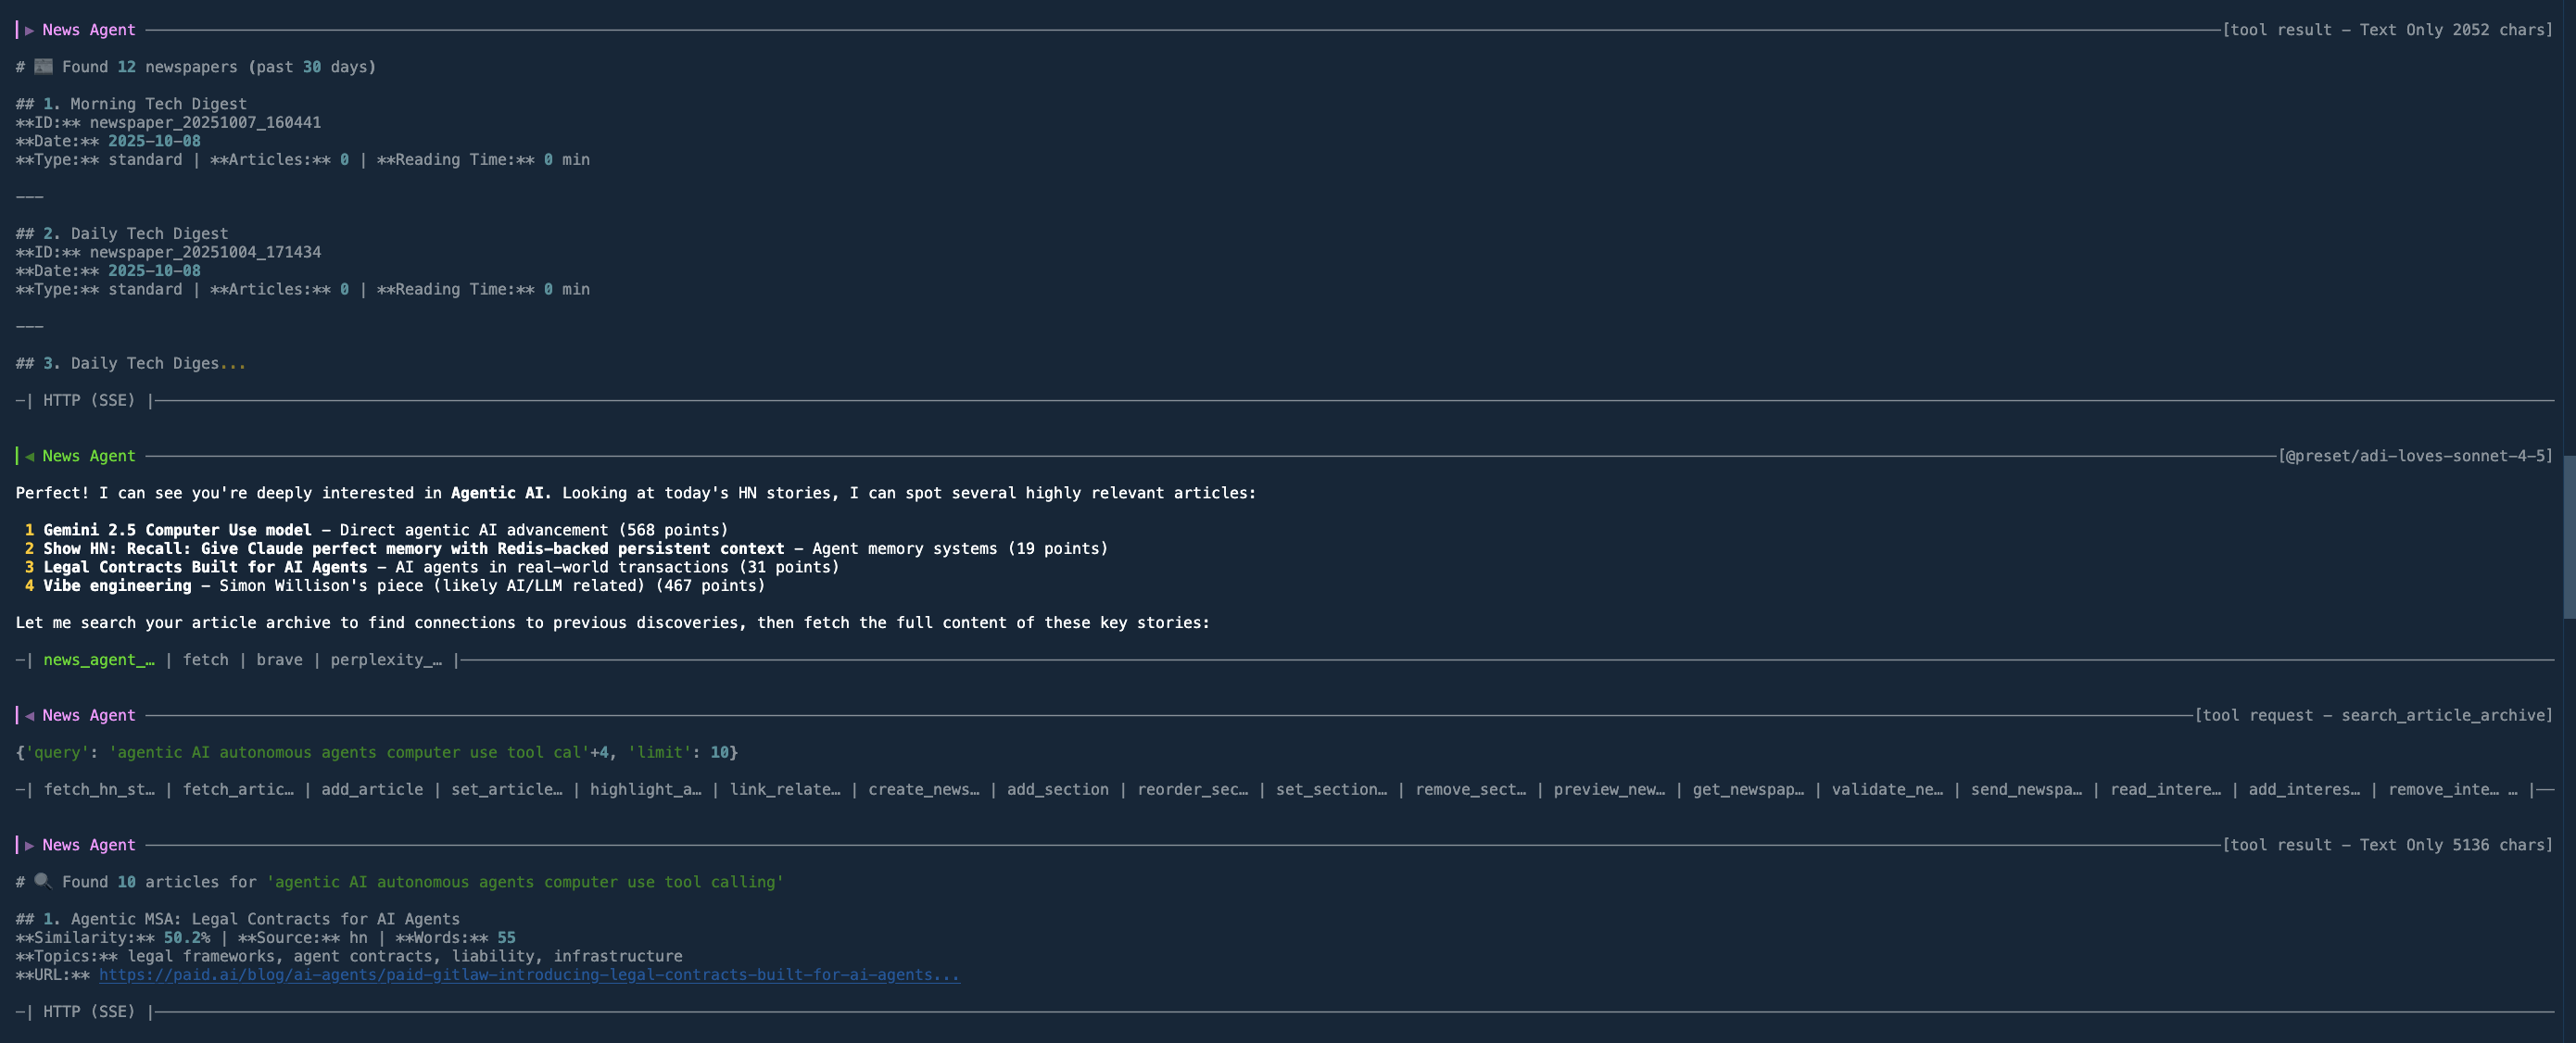 ▶ News Agent [tool result – Text Only 2052 chars]
# Found 12 newspapers (past 30 days)
## 1. Morning Tech Digest
**ID:** newspaper_20251007_160441
**Date:** 2025-10-08
**Type:** standard | **Articles:** 0 | **Reading Time:** 0 min
---
## 2. Daily Tech Digest
**ID:** newspaper_20251004_171434
**Date:** 2025-10-08
**Type:** standard | **Articles:** 0 | **Reading Time:** 0 min
---
## 3. Daily Tech Diges...
─| HTTP (SSE) |
◀ News Agent [@preset/adi-loves-sonnet-4-5]
Perfect! I can see you're deeply interested in Agentic AI. Looking at today's HN stories, I can spot several highly relevant articles:
1 Gemini 2.5 Computer Use model – Direct agentic AI advancement (568 points)
2 Show HN: Recall: Give Claude perfect memory with Redis-backed persistent context – Agent memory systems (19 points)
3 Legal Contracts Built for AI Agents – AI agents in real-world transactions (31 points)
4 Vibe engineering – Simon Willison's piece (likely AI/LLM related) (467 points)
Let me search your article archive to find connections to previous discoveries, then fetch the full content of these key stories:
─| news_agent_… | fetch | brave | perplexity_… |
◀ News Agent [tool request – search_article_archive]
{'query': 'agentic AI autonomous agents computer use tool cal'+4, 'limit': 10}
─| fetch_hn_st… | fetch_artic… | add_article | set_article… | highlight_a… | link_relate… | create_news… | add_section | reorder_sec… | set_section… | remove_sect… | preview_new… | get_newspap… | validate_ne… | send_newspa… | read_intere… | add_interes… | remove_inte… … |
▶ News Agent [tool result – Text Only 5136 chars]
# Found 10 articles for 'agentic AI autonomous agents computer use tool calling'
## 1. Agentic MSA: Legal Contracts for AI Agents
**Similarity:** 50.2% | **Source:** hn | **Words:** 55
**Topics:** legal frameworks, agent contracts, liability, infrastructure
**URL:** https://paid.ai/blog/ai-agents/paid-gitlaw-introducing-legal-contracts-built-for-ai-agents...
─| HTTP (SSE) |